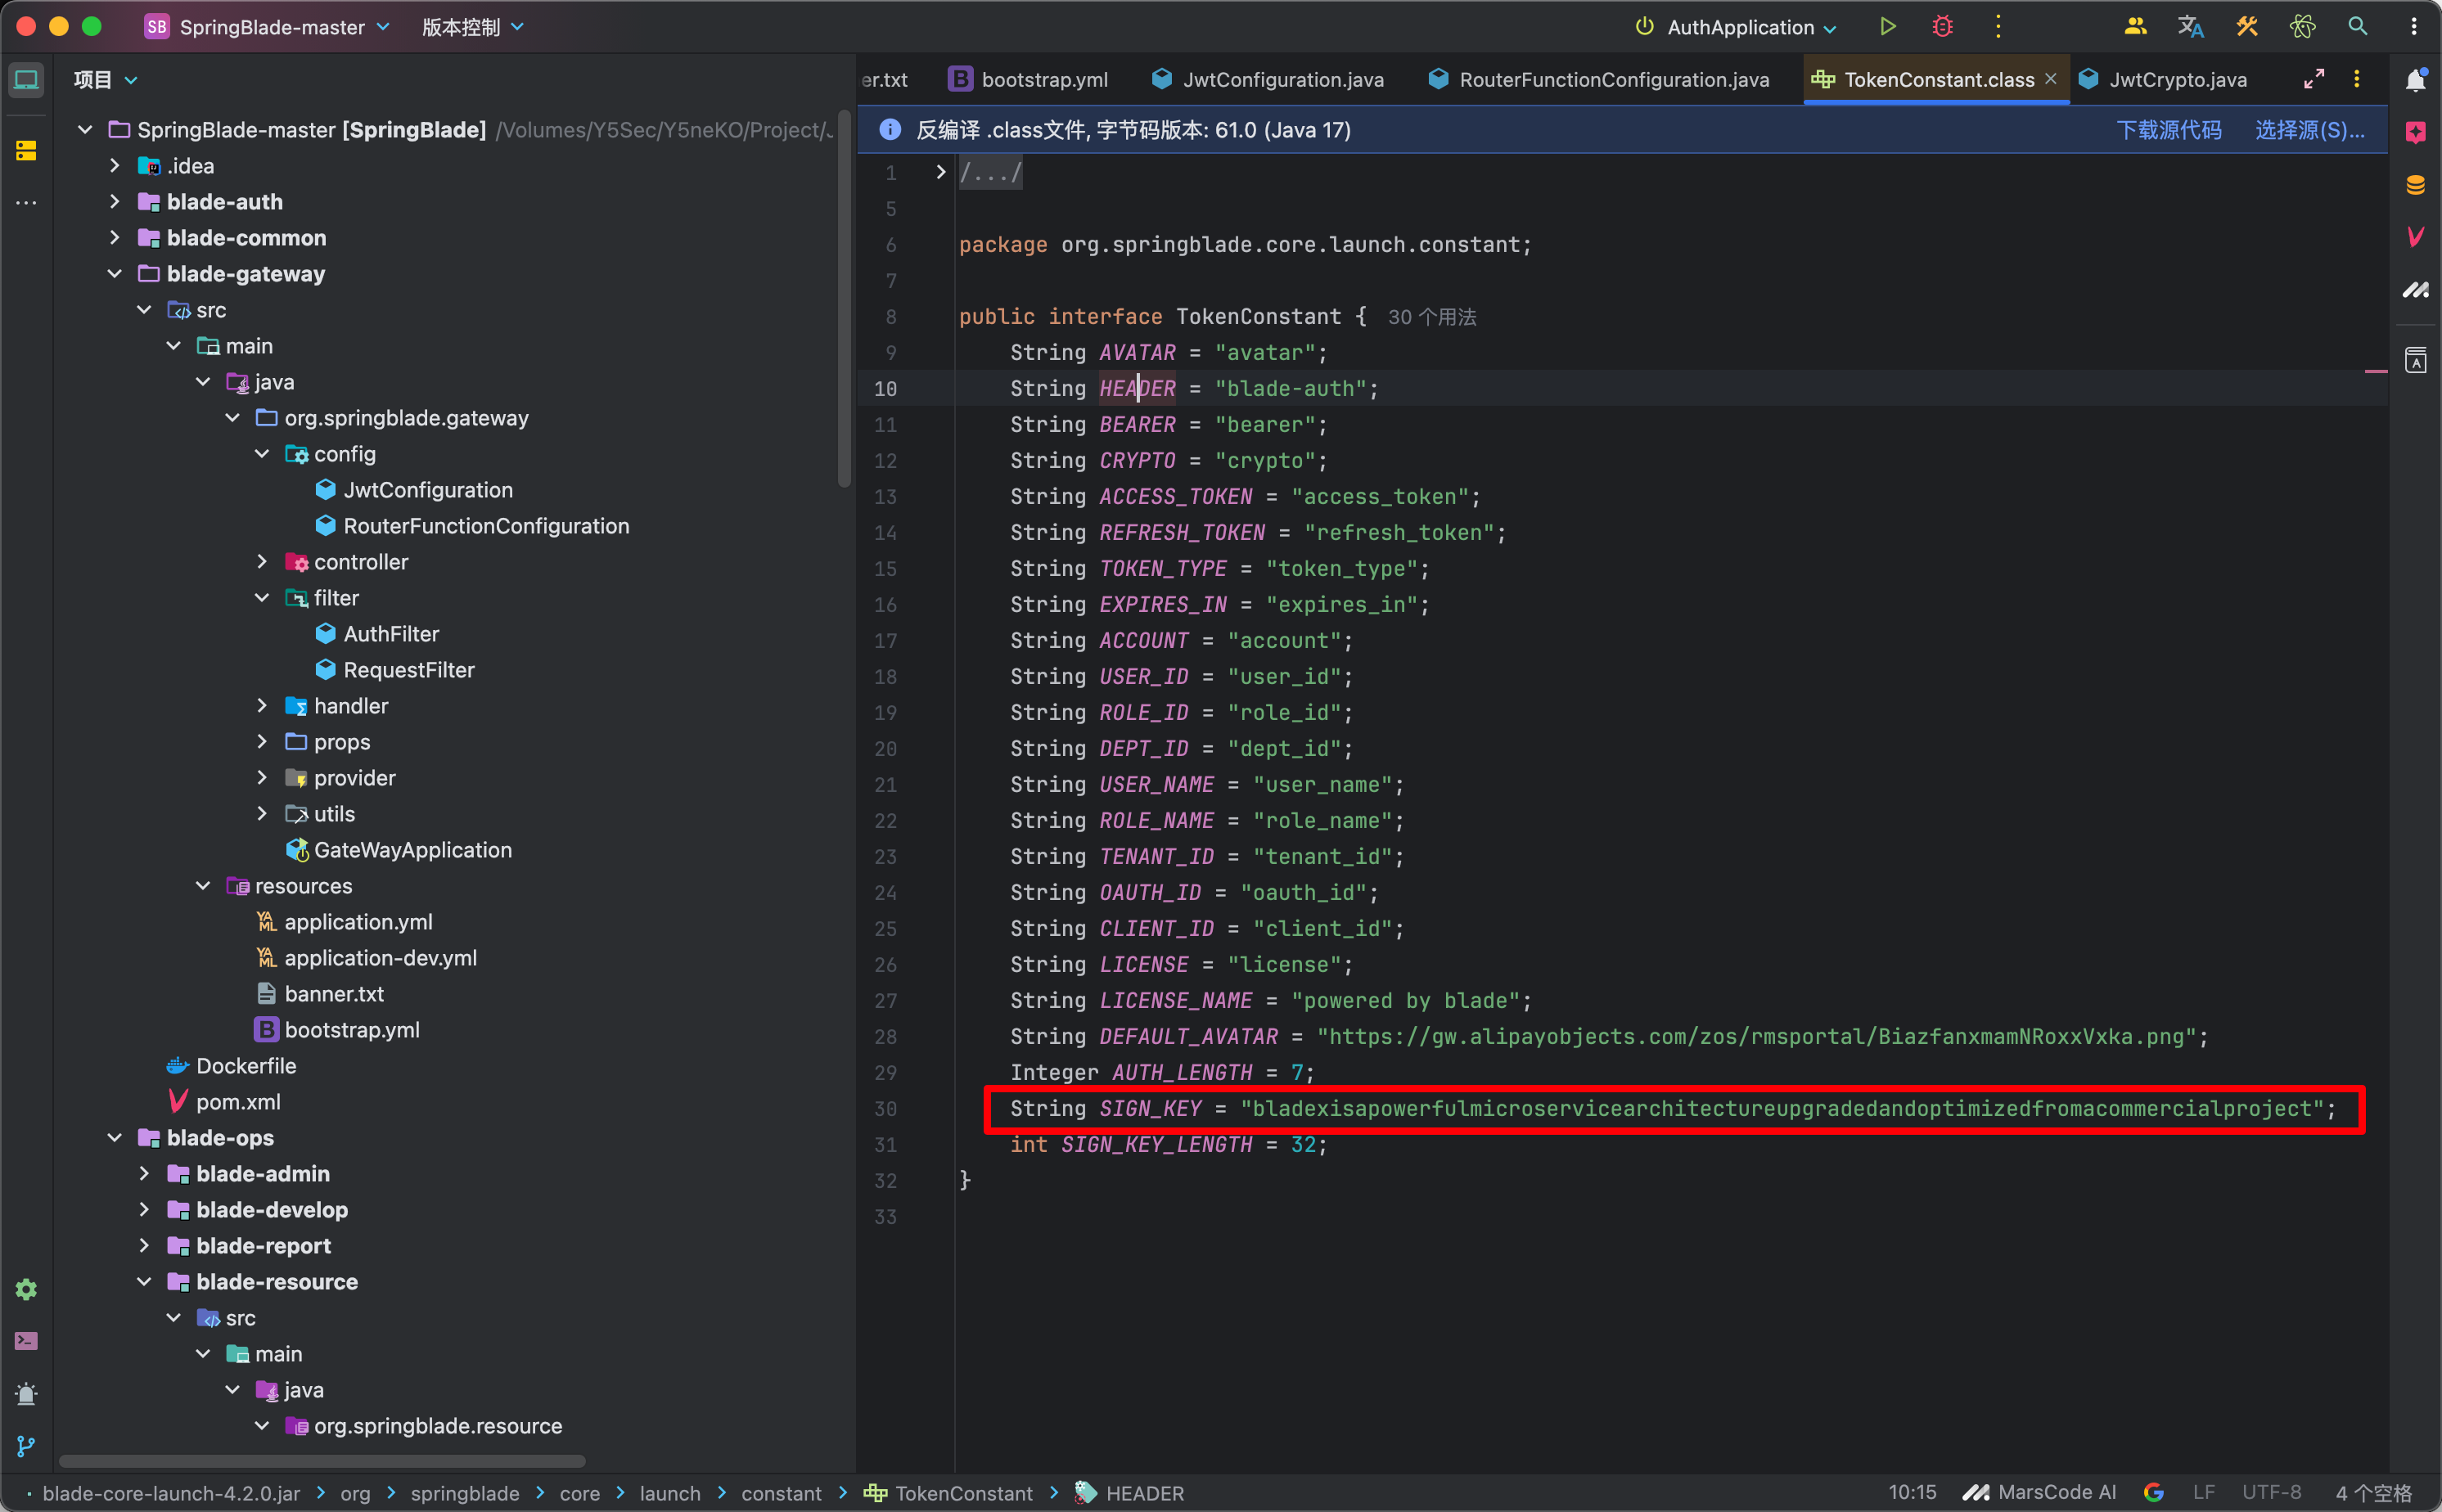 SB SpringBlade-master 版本控制 AuthApplication
项目
er.txt bootstrap.yml JwtConfiguration.java RouterFunctionConfiguration.java TokenConstant.class JwtCrypto.java
反编译 .class文件, 字节码版本: 61.0 (Java 17) 下载源代码 选择源(S)...
SpringBlade-master [SpringBlade] /Volumes/Y5Sec/Y5neKO/Project/J
.idea
blade-auth
blade-common
blade-gateway
src
main
java
org.springblade.gateway
config
JwtConfiguration
RouterFunctionConfiguration
controller
filter
AuthFilter
RequestFilter
handler
props
provider
utils
GateWayApplication
resources
application.yml
application-dev.yml
banner.txt
bootstrap.yml
Dockerfile
pom.xml
blade-ops
blade-admin
blade-develop
blade-report
blade-resource
src
main
java
org.springblade.resource
1 /.../
5
6 package org.springblade.core.launch.constant;
7
8 public interface TokenConstant { 30 个用法
9 String AVATAR = "avatar";
10 String HEADER = "blade-auth";
11 String BEARER = "bearer";
12 String CRYPTO = "crypto";
13 String ACCESS_TOKEN = "access_token";
14 String REFRESH_TOKEN = "refresh_token";
15 String TOKEN_TYPE = "token_type";
16 String EXPIRES_IN = "expires_in";
17 String ACCOUNT = "account";
18 String USER_ID = "user_id";
19 String ROLE_ID = "role_id";
20 String DEPT_ID = "dept_id";
21 String USER_NAME = "user_name";
22 String ROLE_NAME = "role_name";
23 String TENANT_ID = "tenant_id";
24 String OAUTH_ID = "oauth_id";
25 String CLIENT_ID = "client_id";
26 String LICENSE = "license";
27 String LICENSE_NAME = "powered by blade";
28 String DEFAULT_AVATAR = "https://gw.alipayobjects.com/zos/rmsportal/BiazfanxmamNRoxxVxka.png";
29 Integer AUTH_LENGTH = 7;
30 String SIGN_KEY = "bladexisapowerfulmicroservicearchitectureupgradedandoptimizedfromacommercialproject";
31 int SIGN_KEY_LENGTH = 32;
32 }
33
blade-core-launch-4.2.0.jar org springblade core launch constant TokenConstant HEADER 10:15 MarsCode AI LF UTF-8 4 个空格